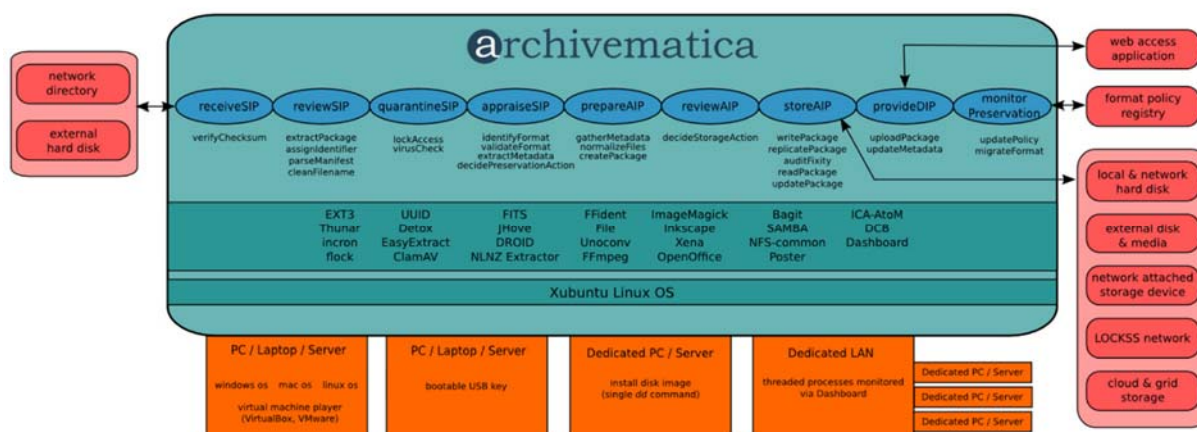 archivematica
network
directory
external
hard disk
receiveSIP
verifyChecksum
reviewSIP
extractPackage
assignIdentifier
parseManifest
cleanFilename
quarantineSIP
lockAccess
virusCheck
appraiseSIP
identifyFormat
validateFormat
extractMetadata
decidePreservationAction
prepareAIP
gatherMetadata
normalizeFiles
createPackage
reviewAIP
decideStorageAction
storeAIP
writePackage
replicatePackage
auditFixity
readPackage
updatePackage
provideDIP
uploadPackage
updateMetadata
monitor
Preservation
updatePolicy
migrateFormat
web access
application
format policy
registry
local & network
hard disk
external disk
& media
network attached
storage device
LOCKSS network
cloud & grid
storage
EXT3
Thunar
incron
flock
UUID
Detox
EasyExtract
ClamAV
FITS
JHove
DROID
NLNZ Extractor
FFident
File
Unoconv
FFmpeg
ImageMagick
Inkscape
Xena
OpenOffice
Bagit
SAMBA
NFS-common
Poster
ICA-AtoM
DCB
Dashboard
Xubuntu Linux OS
PC / Laptop / Server
windows os mac os linux os
virtual machine player
(VirtualBox, VMware)
PC / Laptop / Server
bootable USB key
Dedicated PC / Server
install disk image
(single dd command)
Dedicated LAN
threaded processes monitored
via Dashboard
Dedicated PC / Server
Dedicated PC / Server
Dedicated PC / Server